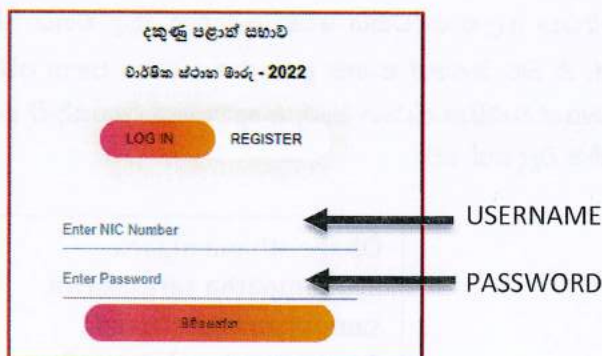 දකුණු පළාත් සභාව
වාර්ෂික ස්ථාන මාරු - 2022
LOG IN REGISTER
Enter NIC Number
USERNAME
Enter Password
PASSWORD
පිවිසෙන්න